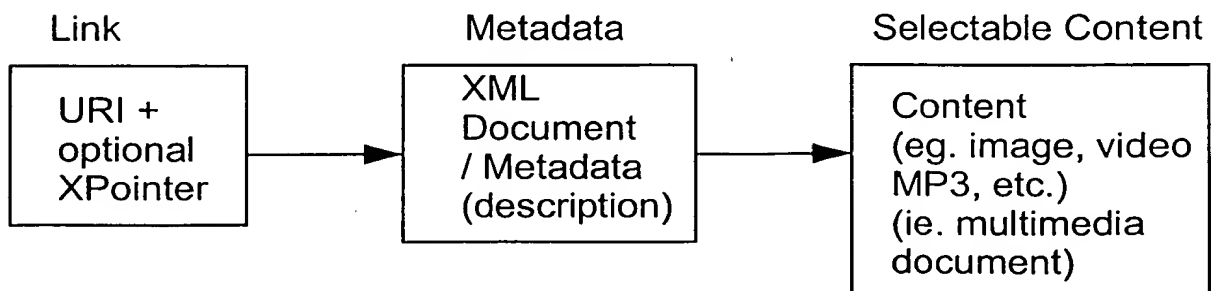 Link
Metadata
Selectable Content
URI +
optional
XPointer
XML
Document
/ Metadata
(description)
Content
(eg. image, video
MP3, etc.)
(ie. multimedia
document)